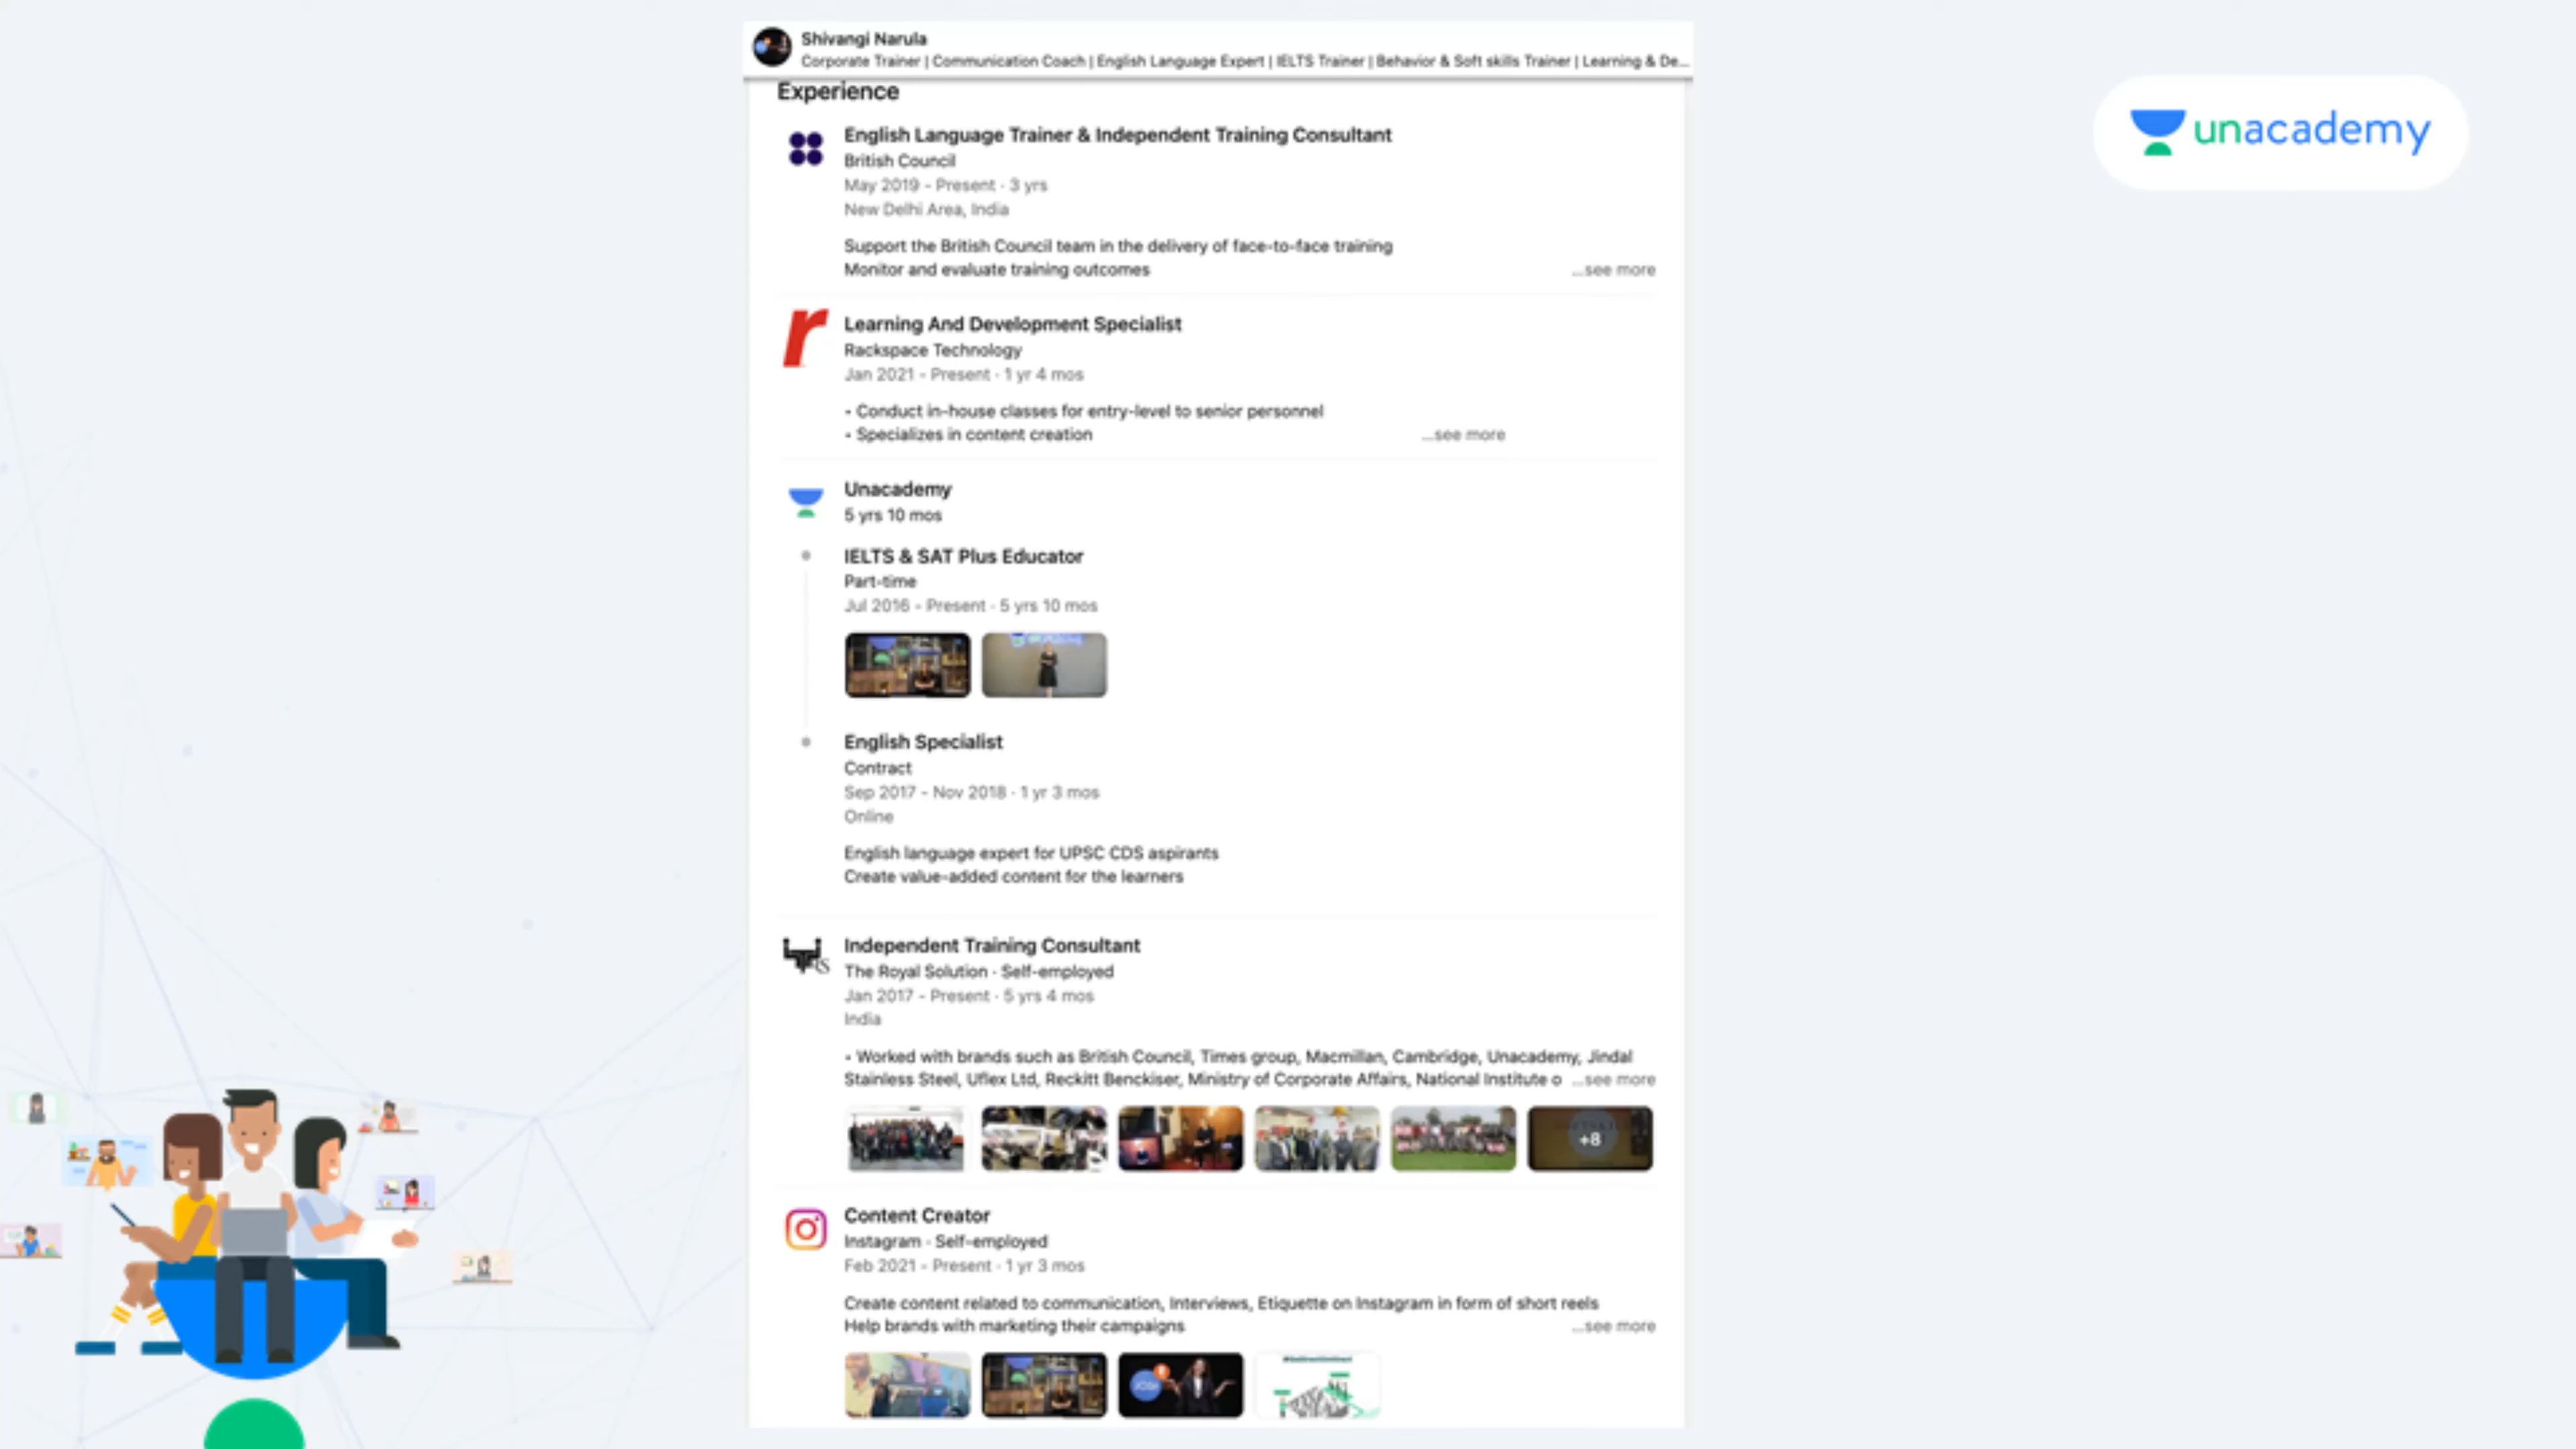 Shivangi Narula
Corporate Trainer | Communication Coach | English Language Expert | IELTS Trainer | Behavior & Soft skills Trainer | Learning & De...
unacademy
Experience
English Language Trainer & Independent Training Consultant
British Council
May 2019 - Present · 3 yrs
New Delhi Area, India
Support the British Council team in the delivery of face-to-face training
Monitor and evaluate training outcomes ...see more
Learning And Development Specialist
Rackspace Technology
Jan 2021 - Present · 1 yr 4 mos
• Conduct in-house classes for entry-level to senior personnel
• Specializes in content creation ...see more
Unacademy
5 yrs 10 mos
IELTS & SAT Plus Educator
Part-time
Jul 2016 - Present · 5 yrs 10 mos
English Specialist
Contract
Sep 2017 - Nov 2018 · 1 yr 3 mos
Online
English language expert for UPSC CDS aspirants
Create value-added content for the learners
Independent Training Consultant
The Royal Solution · Self-employed
Jan 2017 - Present · 5 yrs 4 mos
India
• Worked with brands such as British Council, Times group, Macmillan, Cambridge, Unacademy, Jindal
Stainless Steel, Uflex Ltd, Reckitt Benckiser, Ministry of Corporate Affairs, National Institute o ...see more
+8
Content Creator
Instagram · Self-employed
Feb 2021 - Present · 1 yr 3 mos
Create content related to communication, Interviews, Etiquette on Instagram in form of short reels
Help brands with marketing their campaigns ...see more
JOSH